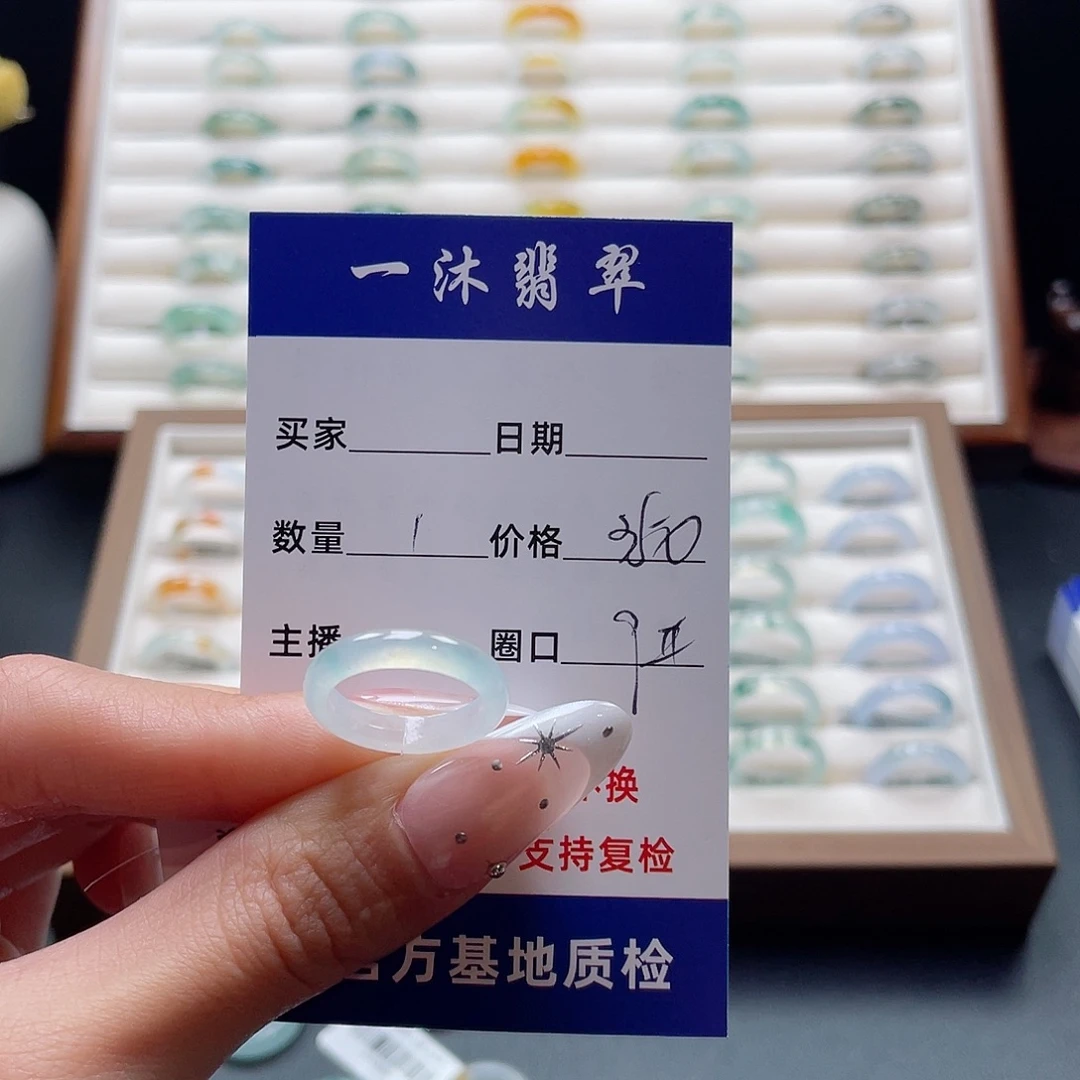 一沐翡翠
买家 日期
数量 1 价格
主播 圈口
换
支持复检
方基地质检